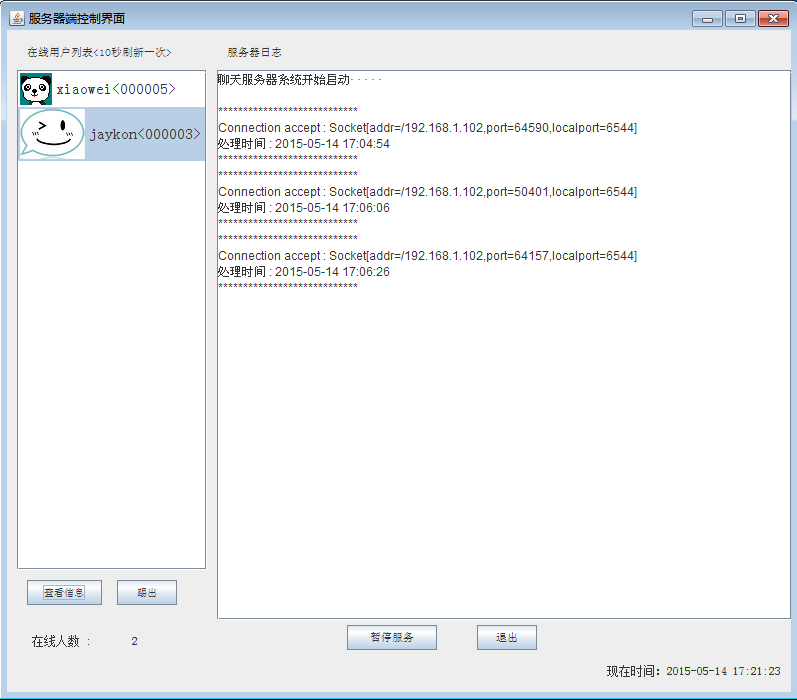 服务器端控制界面
在线用户列表<10秒刷新一次>
服务器日志
xiaowei<000005>
jaykon<000003>
聊天服务器系统开始启动·····
****************************
Connection accept : Socket[addr=/192.168.1.102,port=64590,localport=6544]
处理时间 : 2015-05-14 17:04:54
****************************
****************************
Connection accept : Socket[addr=/192.168.1.102,port=50401,localport=6544]
处理时间 : 2015-05-14 17:06:06
****************************
****************************
Connection accept : Socket[addr=/192.168.1.102,port=64157,localport=6544]
处理时间 : 2015-05-14 17:06:26
****************************
查看信息
踢出
在线人数 : 2
暂停服务
退出
现在时间: 2015-05-14 17:21:23